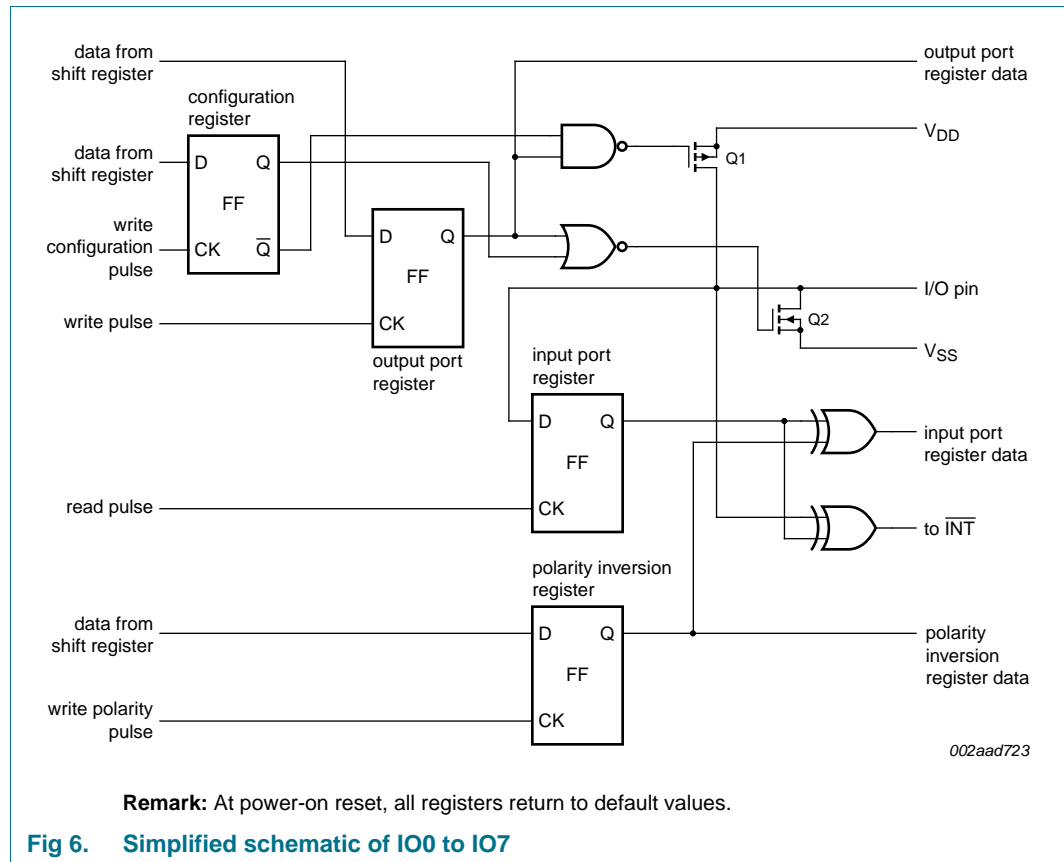 data from
shift register
output port
register data
configuration
register
V_DD
data from
shift register
D
Q
FF
Q1
write
configuration
pulse
CK
Q̅
D
Q
FF
I/O pin
Q2
write pulse
CK
V_SS
output port
register
input port
register
D
Q
FF
input port
register data
read pulse
CK
to I̅N̅T̅
polarity inversion
register
data from
shift register
D
Q
FF
polarity
inversion
register data
write polarity
pulse
CK
002aad723
Remark: At power-on reset, all registers return to default values.
Fig 6. Simplified schematic of IO0 to IO7